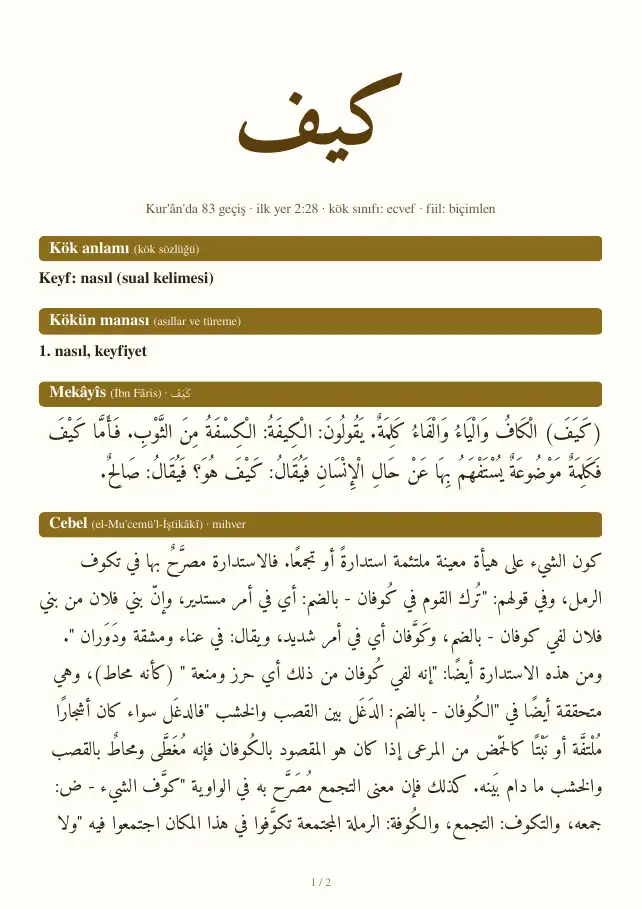 كيف
Kur'ân'da 83 geçiş · ilk yer 2:28 · kök sınıfı: ecvef · fiil: biçimlen
Kök anlamı (kök sözlüğü)
Keyf: nasıl (sual kelimesi)
Kökün manası (asıllar ve türeme)
1. nasıl, keyfiyet
Mekâyîs (İbn Fâris) · كَيَفَ
(كَيَفَ) الْكَافُ وَالْيَاءُ وَالْفَاءُ كَلِمَةٌ. يَقُولُونَ: الْكِيفَةُ: الْكِسْفَةُ مِنَ الثَّوْبِ. فَأَمَّا كَيْفَ
فَكَلِمَةٌ مَوْضُوعَةٌ يُسْتَفْهَمُ بِهَا عَنْ حَالِ الْإِنْسَانِ فَيُقَالُ: كَيْفَ هُوَ؟ فَيُقَالُ: صَالِحٌ.
Cebel (el-Mu'cemü'l-İştikâkî) · mihver
كون الشيء على هيأة معينة ملتئمة استدارةً أو تجمعًا. فالاستدارة مصرَّحٌ بها في تكوف
الرمل، وفي قولهم: "تُرك القوم في كُوفان - بالضم: أي في أمر مستدير، وإنّ بني فلان من بني
فلان لفي كوفان - بالضم، وكَوَّفان أي في أمر شديد، ويقال: في عناء ومشقة ودَوَران ".
ومن هذه الاستدارة أيضًا: "إنه لفي كُوفان من ذلك أي حرز ومنعة " (كأنه محاط)، وهي
متحققة أيضًا في "الكُوفان - بالضم: الدَغَل بين القصب والخشب "فالدغَل سواء كان أشجارًا
مُلْتفَّة أو نَبْتًا كالحَمْض من المرعى إذا كان هو المقصود بالكُوفان فإنه مُغَطَّى ومحاطٌ بالقصب
والخشب ما دام بَينه. كذلك فإن معنى التجمع مُصَرَّح به في الواوية "كوَّف الشيء - ض:
جمعه، والتكوف: التجمع، والكُوفة: الرملة المجتمعة تكوَّفوا في هذا المكان اجتمعوا فيه "ولا
1 / 2